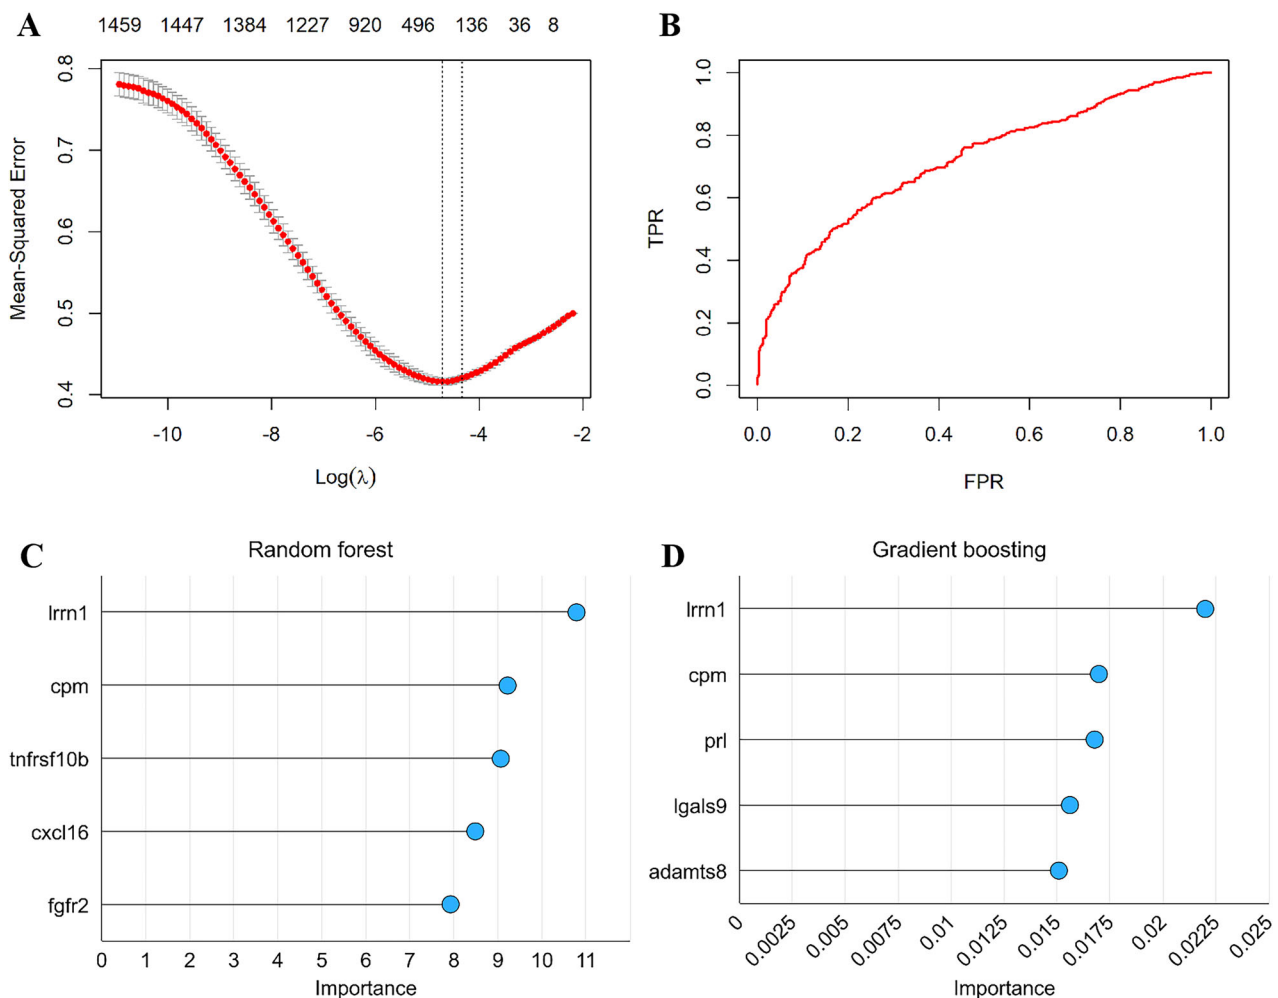 A
1459 1447 1384 1227 920 496 136 36 8
Mean-Squared Error
0.8
0.7
0.6
0.5
0.4
-10 -8 -6 -4 -2
Log(λ)
B
TPR
1.0
0.8
0.6
0.4
0.2
0.0
0.0 0.2 0.4 0.6 0.8 1.0
FPR
C
Random forest
lrrn1
cpm
tnfrsf10b
cxcl16
fgfr2
0 1 2 3 4 5 6 7 8 9 10 11
Importance
D
Gradient boosting
lrrn1
cpm
prl
lgals9
adamts8
0 0.0025 0.005 0.0075 0.01 0.0125 0.015 0.0175 0.02 0.0225 0.025
Importance